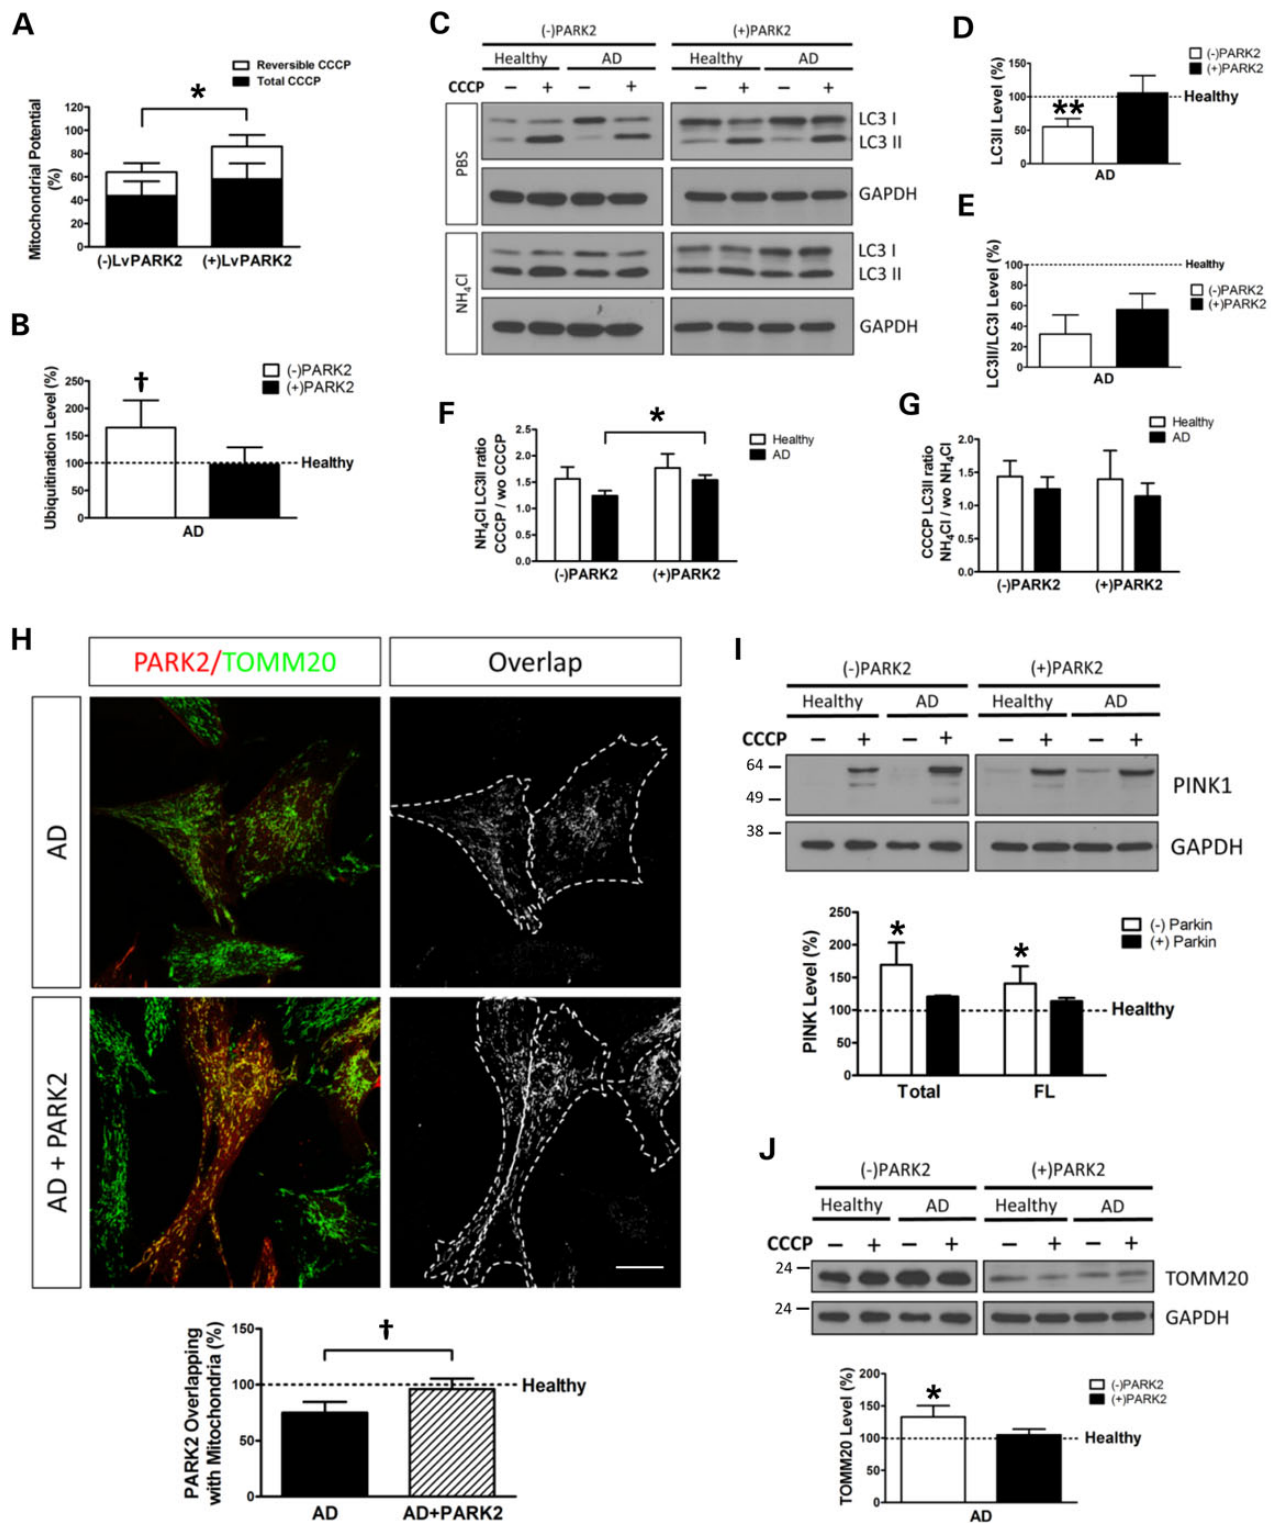 A
Reversible CCCP
Total CCCP
*
Mitochondrial Potential
(%)
120
100
80
60
40
20
0
(-)LvPARK2
(+)LvPARK2
B
(-)PARK2
(+)PARK2
†
Ubiquitination Level (%)
250
200
150
100
50
0
Healthy
AD
C
(-)PARK2
(+)PARK2
Healthy
AD
Healthy
AD
CCCP
− + − + − + − +
PBS
LC3 I
LC3 II
GAPDH
NH4Cl
LC3 I
LC3 II
GAPDH
D
(-)PARK2
(+)PARK2
LC3II Level (%)
150
100
50
0
**
Healthy
AD
E
LC3II/LC3I Level (%)
100
80
60
40
20
0
Healthy
(-)PARK2
(+)PARK2
AD
F
*
NH4Cl LC3II ratio
CCCP / wo CCCP
2.5
2.0
1.5
1.0
0.5
0.0
Healthy
AD
(-)PARK2
(+)PARK2
G
Healthy
AD
CCCP LC3II ratio
NH4Cl / wo NH4Cl
2.0
1.5
1.0
0.5
0.0
(-)PARK2
(+)PARK2
H
PARK2/TOMM20
Overlap
AD
AD + PARK2
PARK2 Overlapping
with Mitochondria (%)
150
100
50
0
†
Healthy
AD
AD+PARK2
I
(-)PARK2
(+)PARK2
Healthy
AD
Healthy
AD
CCCP
− + − + − + − +
64
49
38
PINK1
GAPDH
PINK Level (%)
250
200
150
100
50
0
*
*
(-) Parkin
(+) Parkin
Healthy
Total
FL
J
(-)PARK2
(+)PARK2
Healthy
AD
Healthy
AD
CCCP
− + − + − + − +
24
24
TOMM20
GAPDH
TOMM20 Level (%)
200
150
100
50
0
*
(-)PARK2
(+)PARK2
Healthy
AD